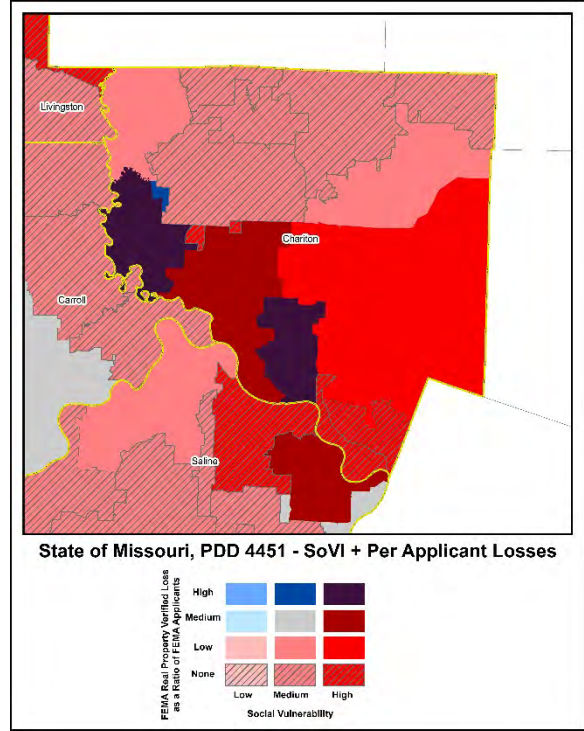 Livingston
Chariton
Carroll
Saline
State of Missouri, PDD 4451 - SoVI + Per Applicant Losses
FEMA Real Property Verified Loss
as a Ratio of FEMA Applicants
High
Medium
Low
None
Low Medium High
Social Vulnerability